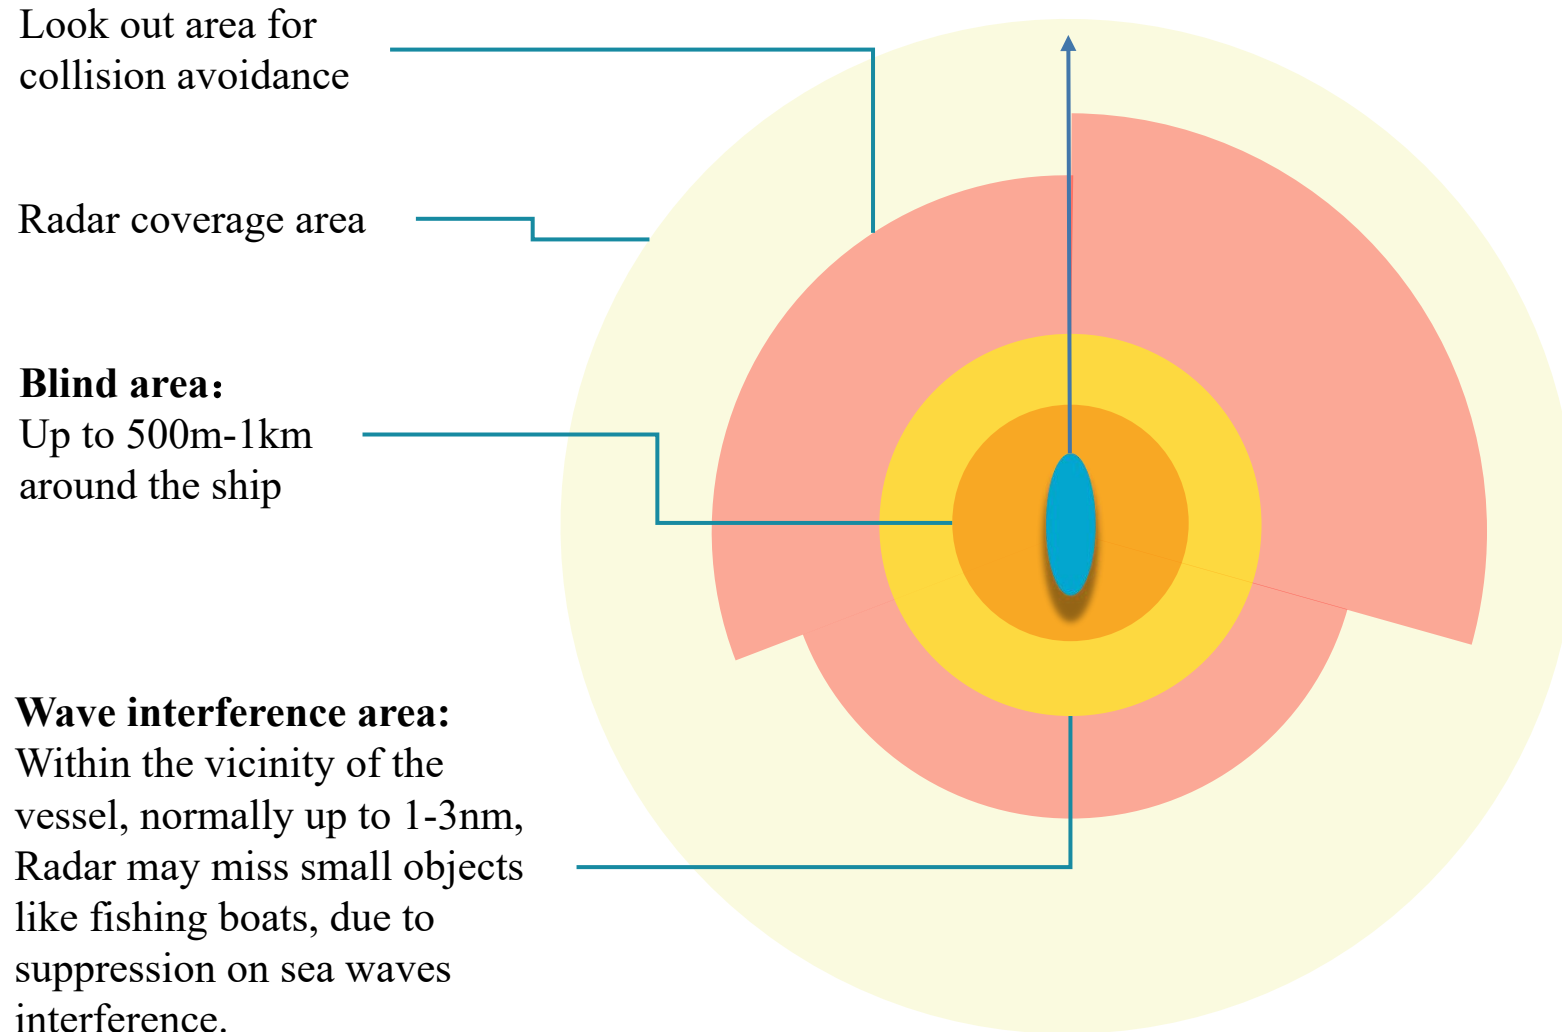 Look out area for
collision avoidance
Radar coverage area
Blind area：
Up to 500m-1km
around the ship
Wave interference area:
Within the vicinity of the
vessel, normally up to 1-3nm,
Radar may miss small objects
like fishing boats, due to
suppression on sea waves
interference.